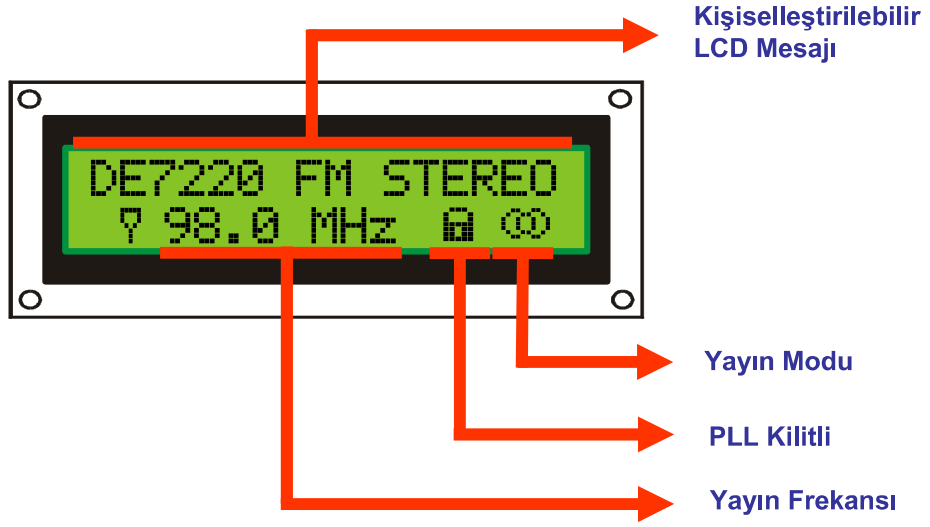 Kişiselleştirilebilir
LCD Mesajı
DE7220 FM STEREO
98.0 MHz
Yayın Modu
PLL Kilitli
Yayın Frekansı